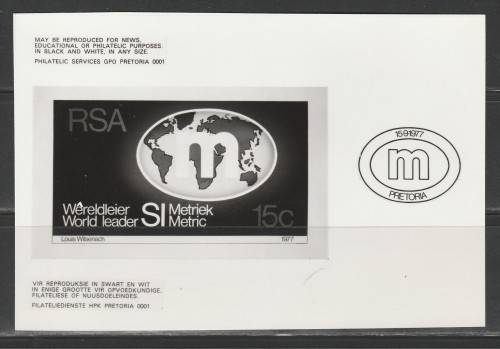 MAY BE REPRODUCED FOR NEWS,
EDUCATIONAL OR PHILATELIC PURPOSES
IN BLACK AND WHITE, IN ANY SIZE.
PHILATELIC SERVICES GPO PRETORIA 0001
RSA
m
Wêreldleier SI Metriek
World leader Metric
15c
Louis Witsenach 1977
15·9·1977
m
PRETORIA
VIR REPRODUKSIE IN SWART EN WIT
IN ENIGE GROOTTE VIR OPVOEDKUNDIGE,
FILATELIESE OF NUUSDOELEINDES.
FILATELIEDIENSTE HPK PRETORIA 0001